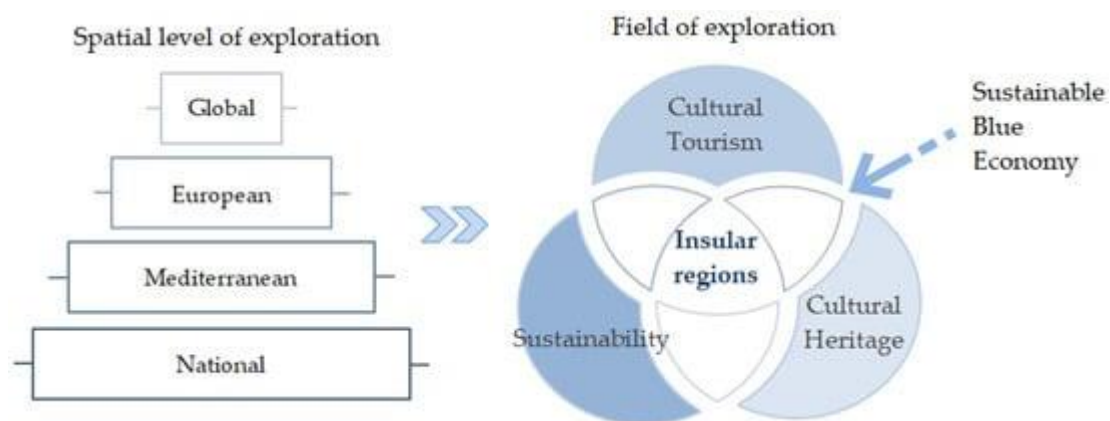 Spatial level of exploration
Global
European
Mediterranean
National
Field of exploration
Cultural
Tourism
Insular
regions
Sustainability
Cultural
Heritage
Sustainable
Blue
Economy